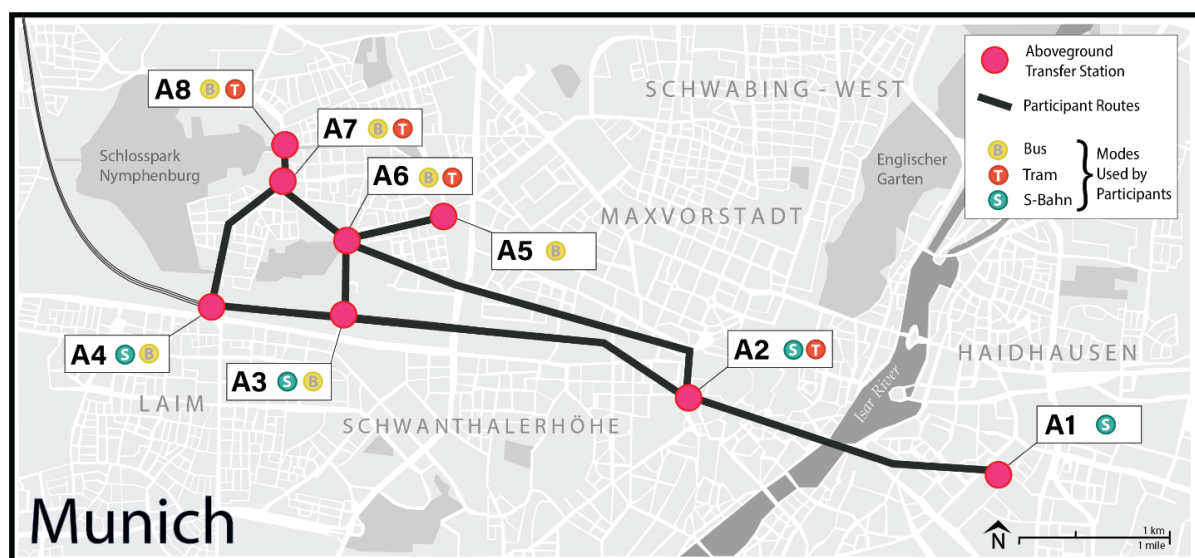 A8 B T
A7 B T
A6 B T
A5 B
Schlosspark
Nymphenburg
SCHWABING - WEST
Englischer
Garten
MAXVORSTADT
Aboveground
Transfer Station
Participant Routes
B Bus
T Tram
S S-Bahn
Modes
Used by
Participants
A4 S B
A3 S B
A2 S T
A1 S
LAIM
SCHWANTHALERHÖHE
HAIDHAUSEN
Isar River
Munich
N
1 km
1 mile